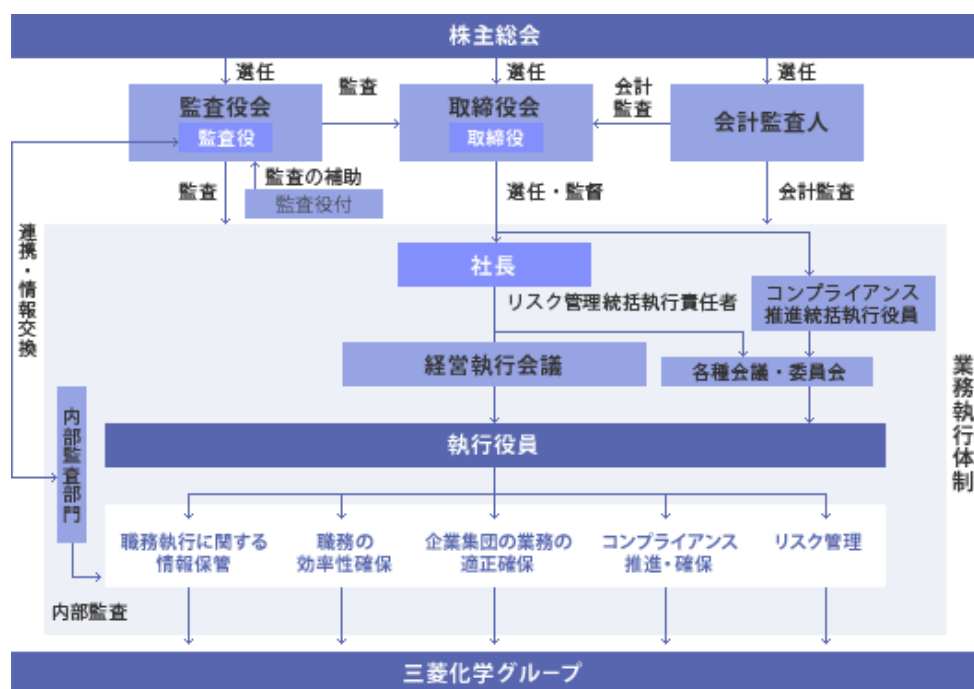 株主総会
選任
選任
選任
監査役会
監査役
監査
取締役会
取締役
会計
監査
会計監査人
監査
監査の補助
監査役付
選任・監督
会計監査
連携・情報交換
社長
リスク管理統括執行責任者
コンプライアンス
推進統括執行役員
経営執行会議
各種会議・委員会
業務執行体制
内部監査部門
執行役員
職務執行に関する
情報保管
職務の
効率性確保
企業集団の業務の
適正確保
コンプライアンス
推進・確保
リスク管理
内部監査
三菱化学グループ